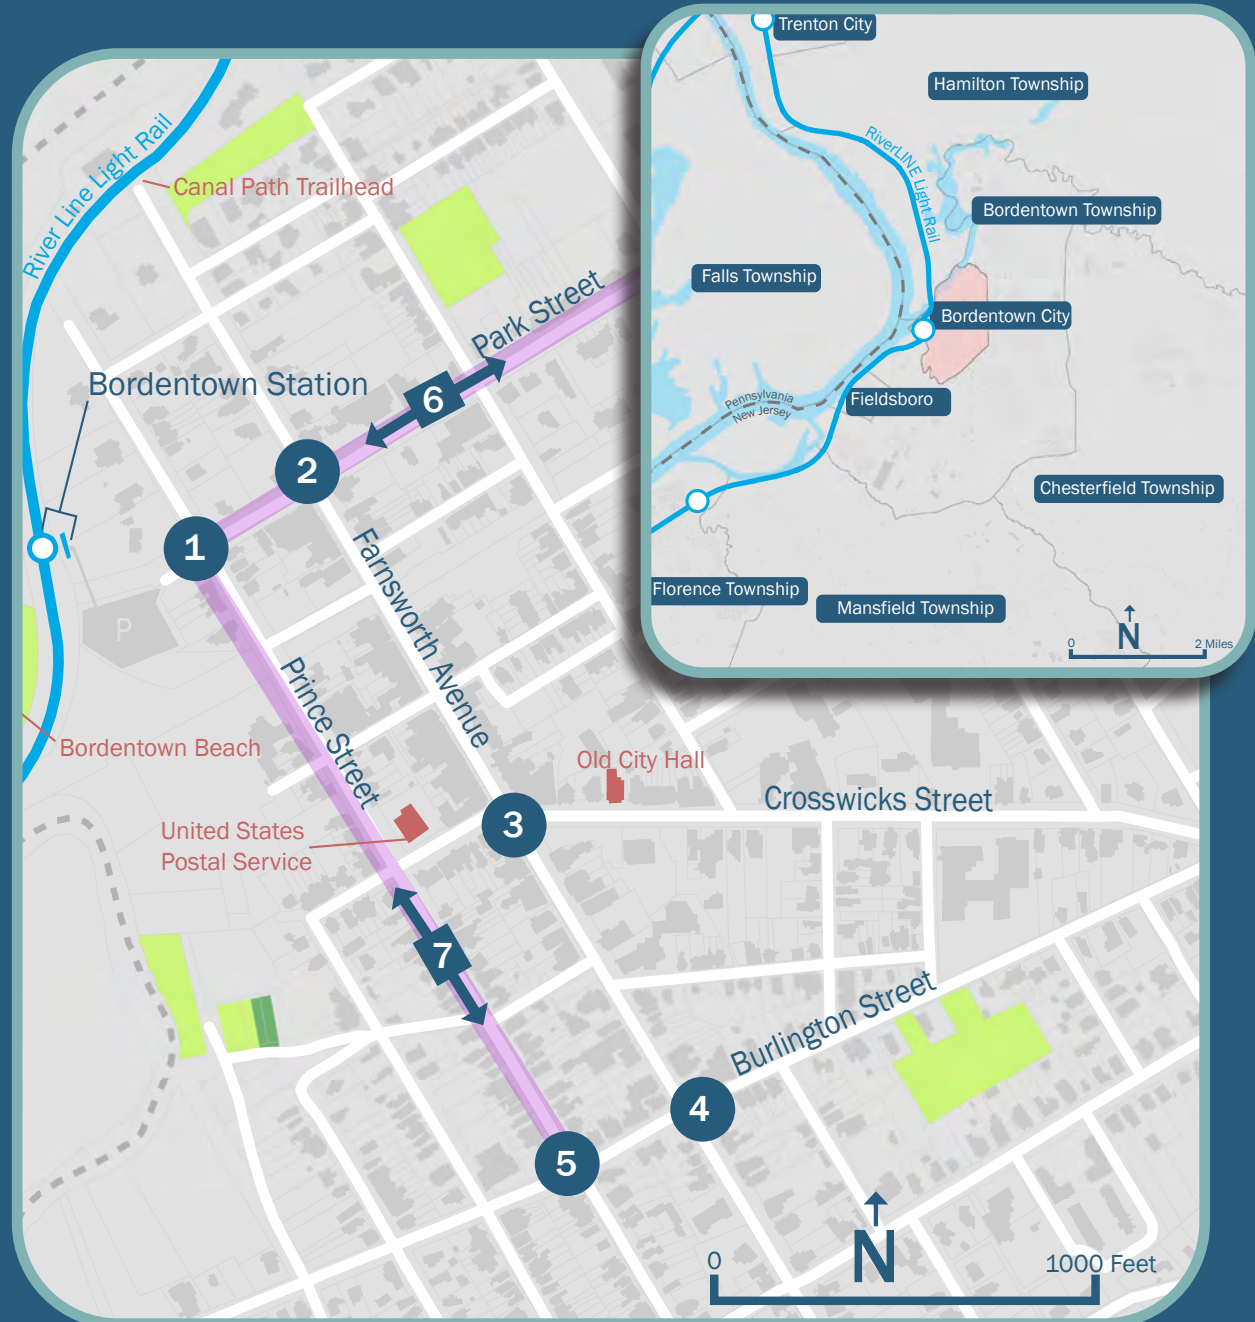 Trenton City
Hamilton Township
RiverLINE Light Rail
Bordentown Township
Falls Township
Bordentown City
Pennsylvania
New Jersey
Fieldsboro
Chesterfield Township
Florence Township
Mansfield Township
N
0
2 Miles
River Line Light Rail
Canal Path Trailhead
Park Street
Bordentown Station
6
2
1
Farnsworth Avenue
P
Prince Street
Bordentown Beach
Old City Hall
Crosswicks Street
3
United States
Postal Service
7
Burlington Street
4
5
N
0
1000 Feet